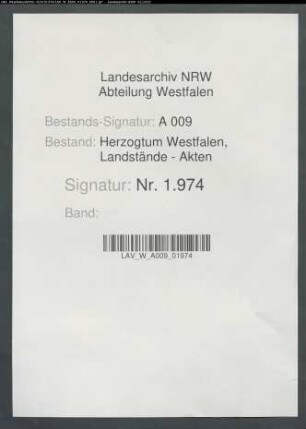 Landesarchiv NRW
Abteilung Westfalen
Bestands-Signatur: A 009
Bestand: Herzogtum Westfalen,
Landstände - Akten
Signatur: Nr. 1.974
Band:
LAV_W_A009_01974